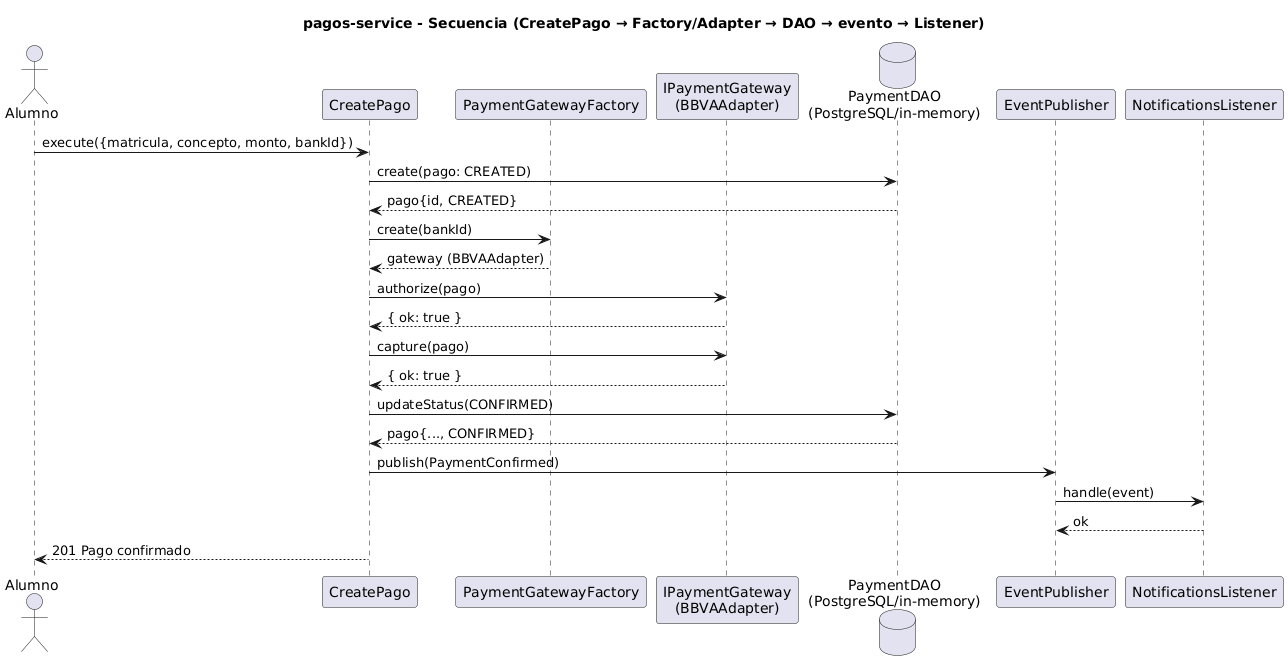 pagos-service - Secuencia (CreatePago → Factory/Adapter → DAO → evento → Listener)
Alumno
CreatePago
PaymentGatewayFactory
IPaymentGateway
(BBVAAdapter)
PaymentDAO
(PostgreSQL/in-memory)
EventPublisher
NotificationsListener
execute({matricula, concepto, monto, bankId})
create(pago: CREATED)
pago{id, CREATED}
create(bankId)
gateway (BBVAAdapter)
authorize(pago)
{ ok: true }
capture(pago)
{ ok: true }
updateStatus(CONFIRMED)
pago{..., CONFIRMED}
publish(PaymentConfirmed)
handle(event)
ok
201 Pago confirmado
Alumno
CreatePago
PaymentGatewayFactory
IPaymentGateway
(BBVAAdapter)
PaymentDAO
(PostgreSQL/in-memory)
EventPublisher
NotificationsListener